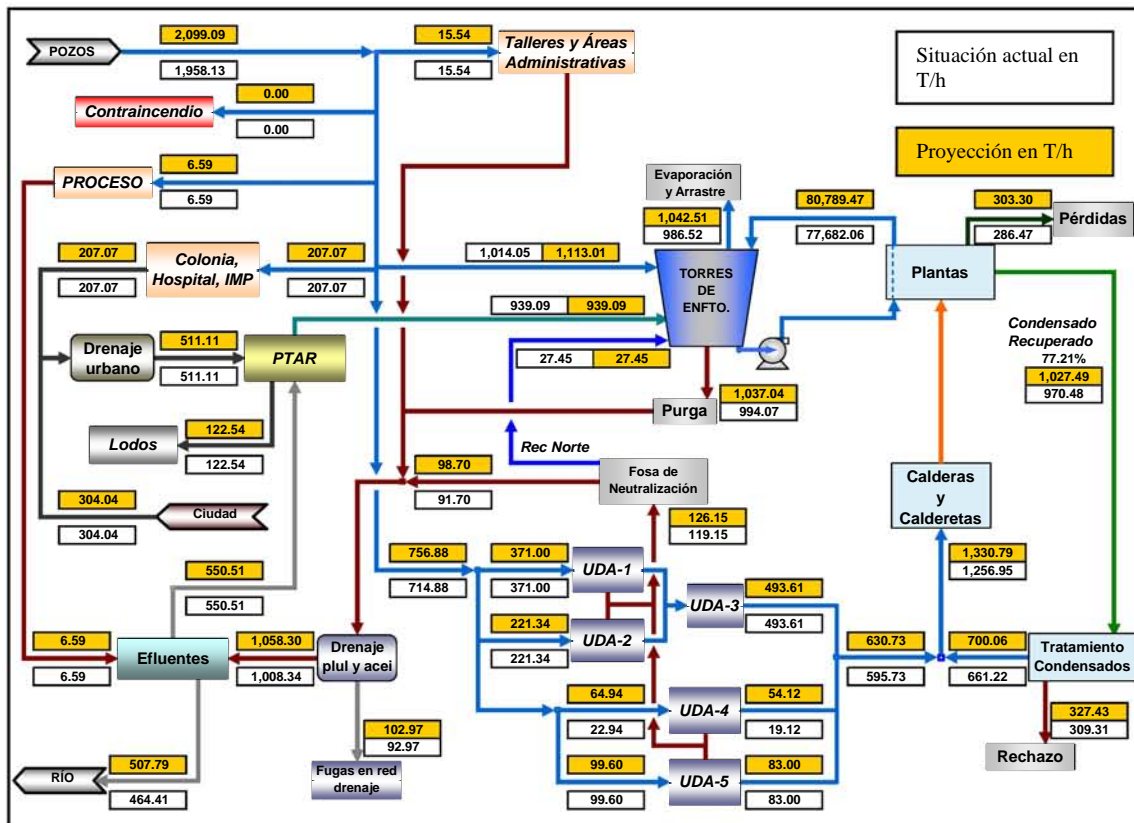 2,099.09
POZOS
1,958.13
15.54
15.54
Talleres y Áreas
Administrativas
Situación actual en
T/h
Proyección en T/h
0.00
Contraincendio
0.00
6.59
PROCESO
6.59
207.07
207.07
Colonia,
Hospital, IMP
207.07
207.07
Evaporación
y Arrastre
1,042.51
986.52
80,789.47
77,682.06
303.30
286.47
Pérdidas
1,014.05 1,113.01
TORRES
DE
ENFTO.
Plantas
939.09 939.09
27.45 27.45
Condensado
Recuperado
77.21%
1,027.49
970.48
Drenaje
urbano
511.11
511.11
PTAR
Purga
1,037.04
994.07
Lodos
122.54
122.54
Rec Norte
98.70
91.70
Fosa de
Neutralización
126.15
119.15
Calderas
y
Calderetas
304.04
Ciudad
304.04
1,330.79
1,256.95
550.51
550.51
756.88
714.88
371.00
371.00
UDA-1
221.34
221.34
UDA-2
UDA-3
493.61
493.61
6.59
6.59
Efluentes
1,058.30
1,008.34
Drenaje
plul y acei
630.73
595.73
700.06
661.22
Tratamiento
Condensados
64.94
22.94
UDA-4
54.12
19.12
102.97
92.97
327.43
309.31
99.60
99.60
UDA-5
83.00
83.00
Rechazo
Fugas en red
drenaje
RÍO
507.79
464.41